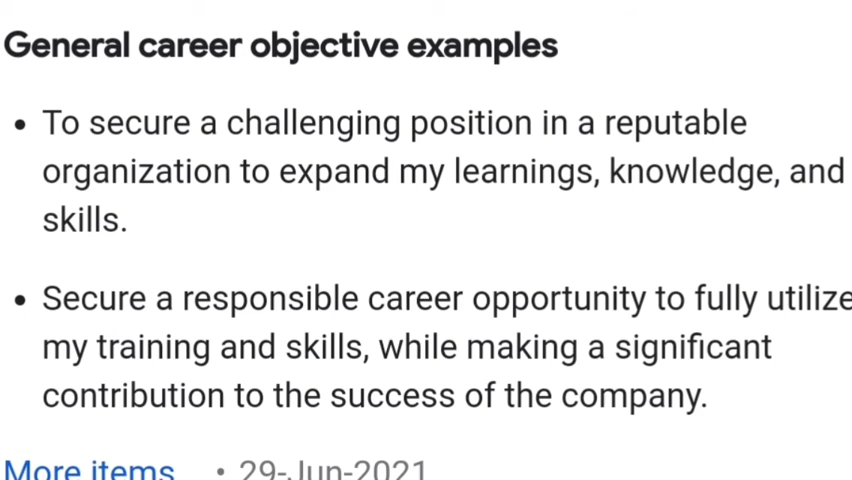 General career objective examples
• To secure a challenging position in a reputable
organization to expand my learnings, knowledge, and
skills.
• Secure a responsible career opportunity to fully utilize
my training and skills, while making a significant
contribution to the success of the company.
More items • 29-Jun-2021